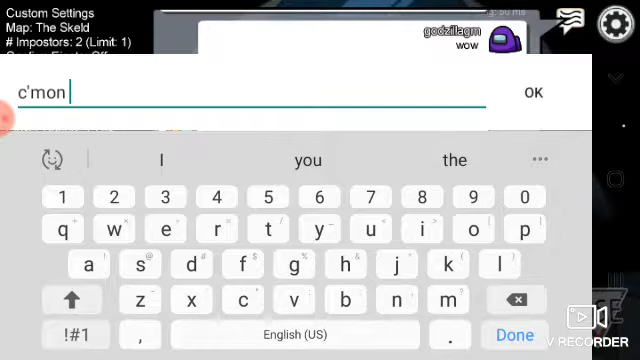 Custom Settings
Map: The Skeld
# Impostors: 2 (Limit: 1)
godzillagm
wow
c'mon
OK
I you the
1 2 3 4 5 6 7 8 9 0
q w e r t y u i o p
a s d f g h j k l
z x c v b n m
!#1 , English (US) . Done
V RECORDER